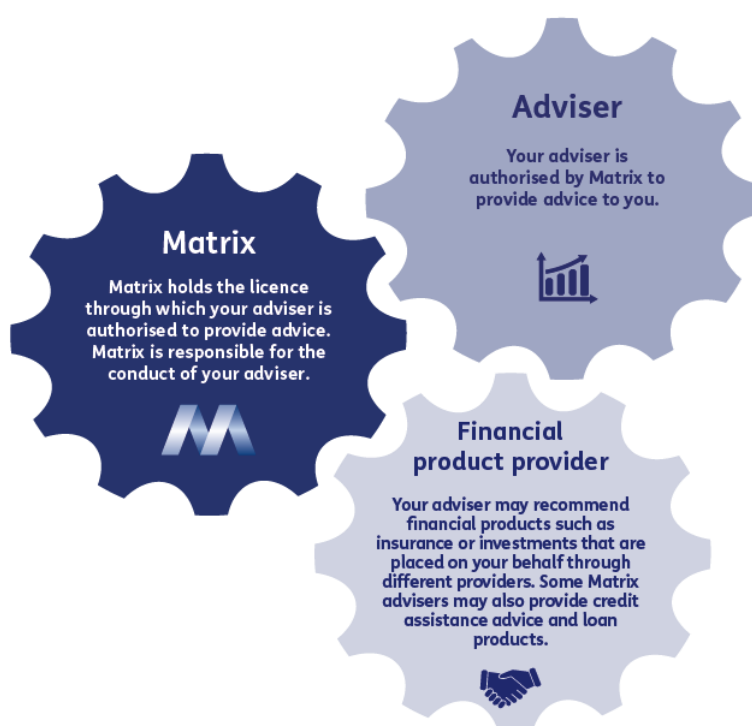 Adviser
Your adviser is
authorised by Matrix to
provide advice to you.
Matrix
Matrix holds the licence
through which your adviser is
authorised to provide advice.
Matrix is responsible for the
conduct of your adviser.
Financial
product provider
Your adviser may recommend
financial products such as
insurance or investments that are
placed on your behalf through
different providers. Some Matrix
advisers may also provide credit
assistance advice and loan
products.